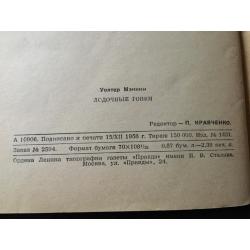 Уолтер Мэккин
ЛОДОЧНЫЕ ГОНКИ
Редактор — П. КРАВЧЕНКО.
А 10906. Подписано к печати 15/XII 1956 г. Тираж 150 000. Изд. № 1631.
Заказ № 2594. Формат бумаги 70×108¹/₃₂ 0,87 бум. л.—2,39 печ. л.
Ордена Ленина типография газеты «Правда» имени И. В. Сталина.
Москва, ул. «Правды», 24.